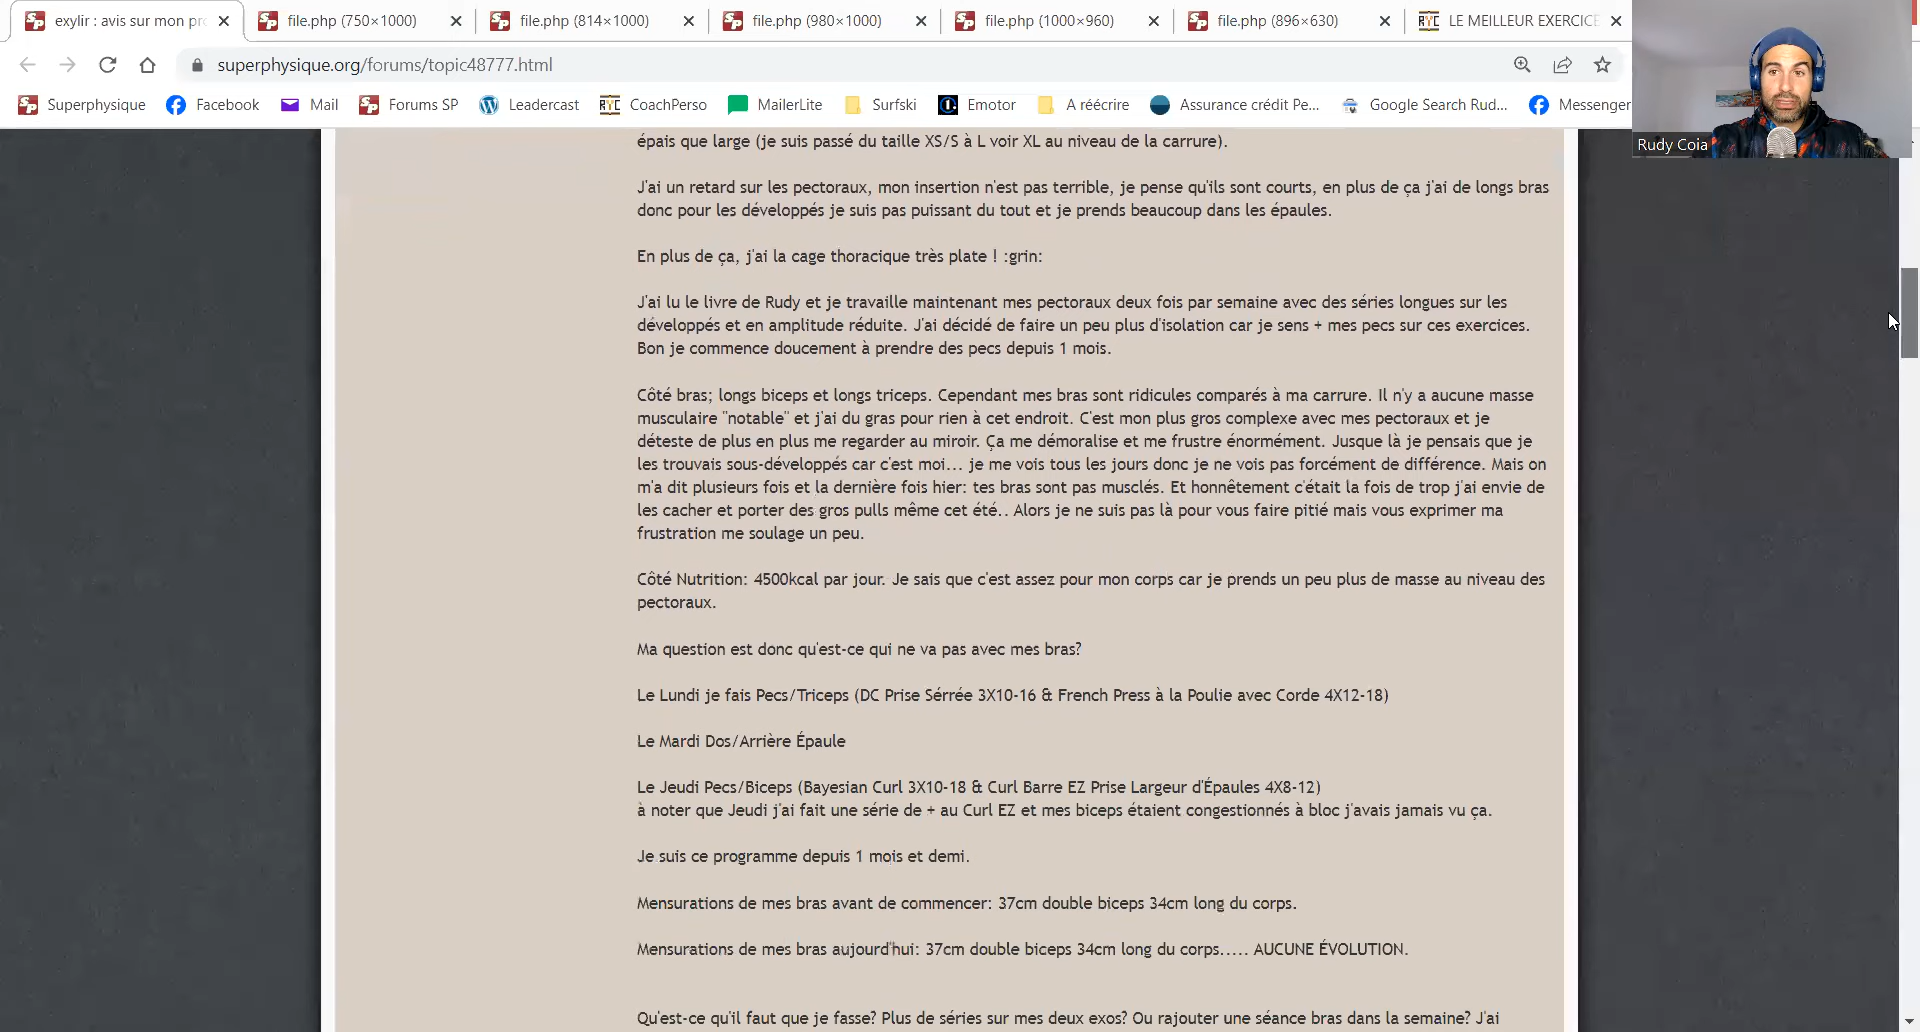 exylir : avis sur mon pr
file.php (750×1000)
file.php (814×1000)
file.php (980×1000)
file.php (1000×960)
file.php (896×630)
LE MEILLEUR EXERCICE
superphysique.org/forums/topic48777.html
Superphysique
Facebook
Mail
Forums SP
Leadercast
CoachPerso
MailerLite
Surfski
Emotor
A réécrire
Assurance crédit Pe...
Google Search Rud...
Messenger
Rudy Coia
épais que large (je suis passé du taille XS/S à L voir XL au niveau de la carrure).
J'ai un retard sur les pectoraux, mon insertion n'est pas terrible, je pense qu'ils sont courts, en plus de ça j'ai de longs bras
donc pour les développés je suis pas puissant du tout et je prends beaucoup dans les épaules.
En plus de ça, j'ai la cage thoracique très plate ! :grin:
J'ai lu le livre de Rudy et je travaille maintenant mes pectoraux deux fois par semaine avec des séries longues sur les
développés et en amplitude réduite. J'ai décidé de faire un peu plus d'isolation car je sens + mes pecs sur ces exercices.
Bon je commence doucement à prendre des pecs depuis 1 mois.
Côté bras; longs biceps et longs triceps. Cependant mes bras sont ridicules comparés à ma carrure. Il n'y a aucune masse
musculaire "notable" et j'ai du gras pour rien à cet endroit. C'est mon plus gros complexe avec mes pectoraux et je
déteste de plus en plus me regarder au miroir. Ça me démoralise et me frustre énormément. Jusque là je pensais que je
les trouvais sous-développés car c'est moi... je me vois tous les jours donc je ne vois pas forcément de différence. Mais on
m'a dit plusieurs fois et la dernière fois hier: tes bras sont pas musclés. Et honnêtement c'était la fois de trop j'ai envie de
les cacher et porter des gros pulls même cet été.. Alors je ne suis pas là pour vous faire pitié mais vous exprimer ma
frustration me soulage un peu.
Côté Nutrition: 4500kcal par jour. Je sais que c'est assez pour mon corps car je prends un peu plus de masse au niveau des
pectoraux.
Ma question est donc qu'est-ce qui ne va pas avec mes bras?
Le Lundi je fais Pecs/Triceps (DC Prise Sérrée 3X10-16 & French Press à la Poulie avec Corde 4X12-18)
Le Mardi Dos/Arrière Épaule
Le Jeudi Pecs/Biceps (Bayesian Curl 3X10-18 & Curl Barre EZ Prise Largeur d'Épaules 4X8-12)
à noter que Jeudi j'ai fait une série de + au Curl EZ et mes biceps étaient congestionnés à bloc j'avais jamais vu ça.
Je suis ce programme depuis 1 mois et demi.
Mensurations de mes bras avant de commencer: 37cm double biceps 34cm long du corps.
Mensurations de mes bras aujourd'hui: 37cm double biceps 34cm long du corps..... AUCUNE ÉVOLUTION.
Qu'est-ce qu'il faut que je fasse? Plus de séries sur mes deux exos? Ou rajouter une séance bras dans la semaine? J'ai